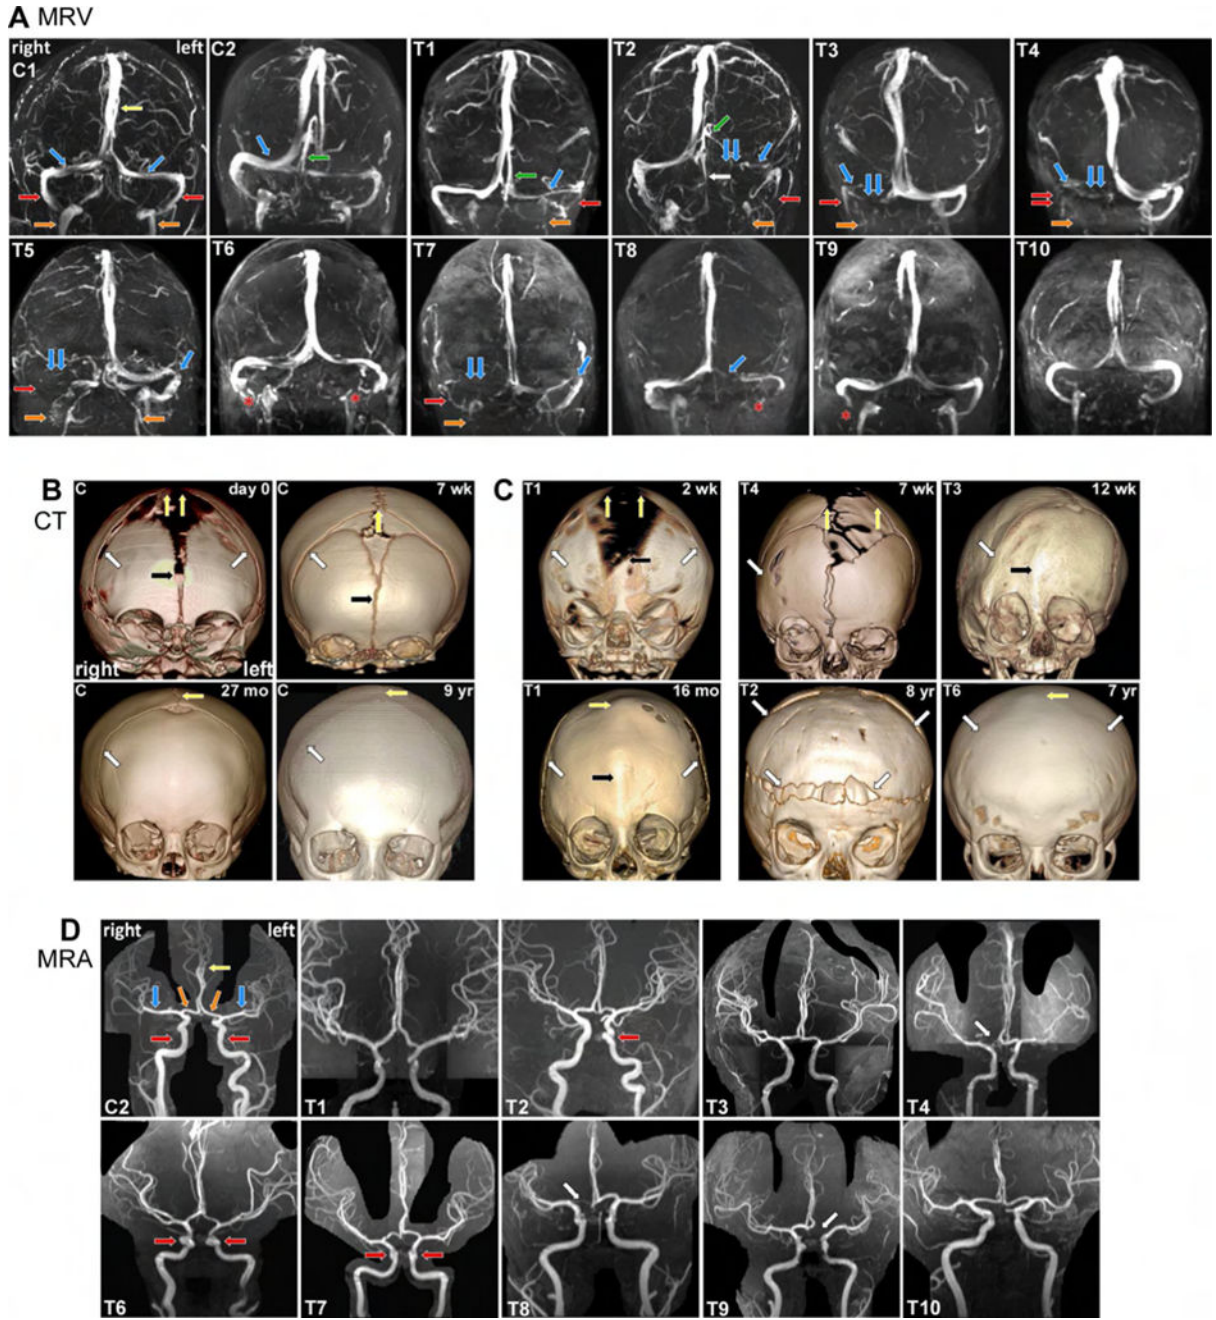 A MRV
right left
C1
C2
T1
T2
T3
T4
T5
T6
T7
T8
T9
T10
*
*
*
*
B
CT
C day 0
right left
C 7 wk
C 27 mo
C 9 yr
C
T1 2 wk
T4 7 wk
T3 12 wk
T1 16 mo
T2 8 yr
T6 7 yr
D
MRA
right left
C2
T1
T2
T3
T4
T6
T7
T8
T9
T10